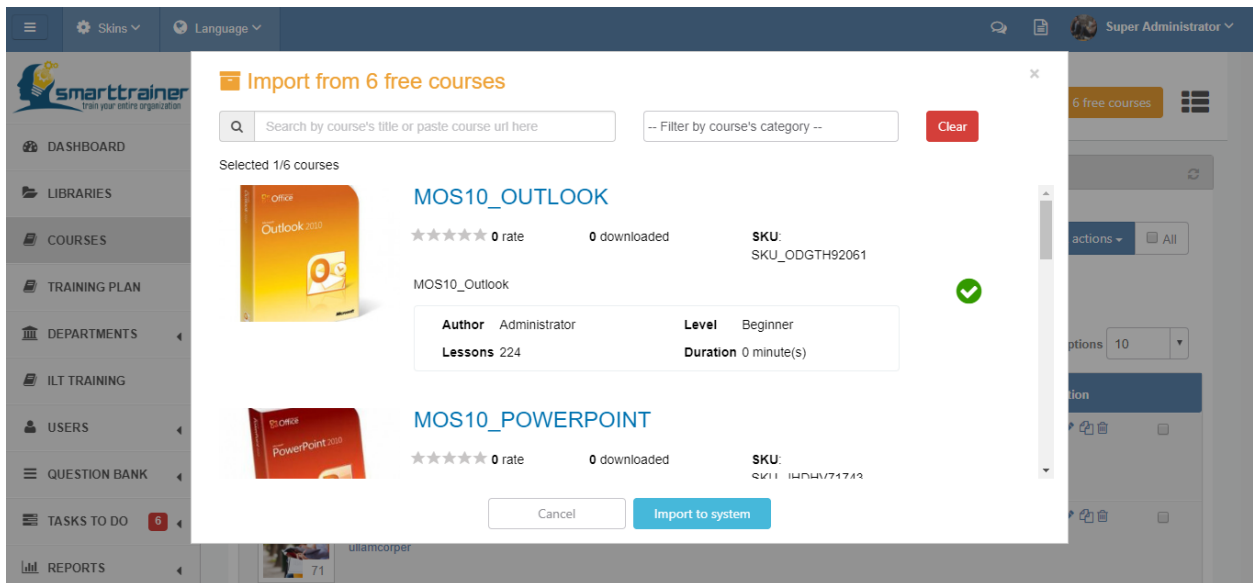 Skins
Language
Super Administrator
smarttrainer
train your entire organization
DASHBOARD
LIBRARIES
COURSES
TRAINING PLAN
DEPARTMENTS
ILT TRAINING
USERS
QUESTION BANK
TASKS TO DO 6
REPORTS
Import from 6 free courses
×
Search by course's title or paste course url here
-- Filter by course's category --
Clear
Selected 1/6 courses
Office
Outlook 2010
Microsoft
MOS10_OUTLOOK
0 rate 0 downloaded SKU:
SKU_ODGTH92061
MOS10_Outlook
Author Administrator Level Beginner
Lessons 224 Duration 0 minute(s)
Office
PowerPoint 2010
MOS10_POWERPOINT
0 rate 0 downloaded SKU:
SKU_JHDHV71743
Cancel
Import to system
6 free courses
actions
All
ptions 10
tion
ullamcorper
71